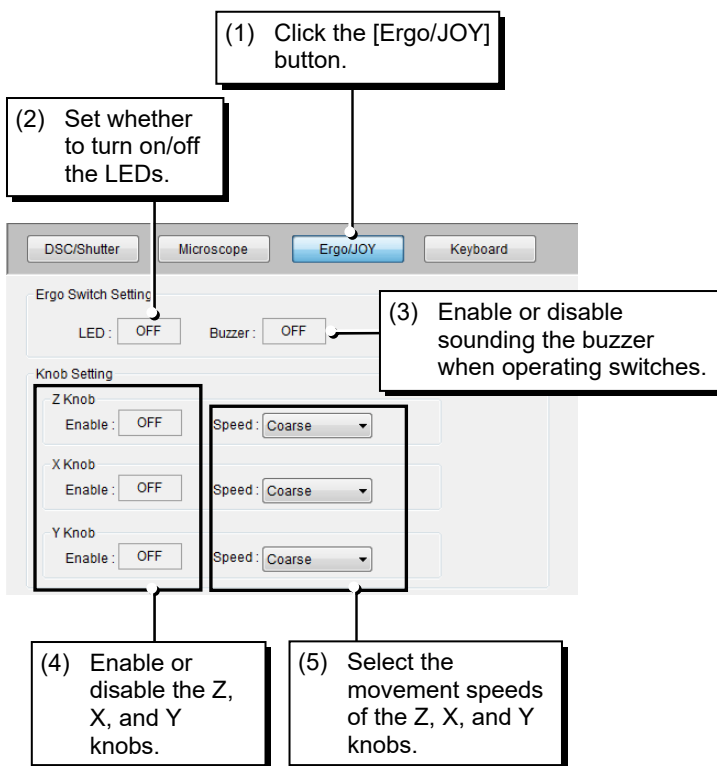 (1) Click the [Ergo/JOY]
button.
(2) Set whether
to turn on/off
the LEDs.
DSC/Shutter Microscope Ergo/JOY Keyboard
Ergo Switch Setting
LED : OFF Buzzer : OFF
(3) Enable or disable
sounding the buzzer
when operating switches.
Knob Setting
Z Knob
Enable : OFF Speed : Coarse
X Knob
Enable : OFF Speed : Coarse
Y Knob
Enable : OFF Speed : Coarse
(4) Enable or
disable the Z,
X, and Y
knobs.
(5) Select the
movement speeds
of the Z, X, and Y
knobs.